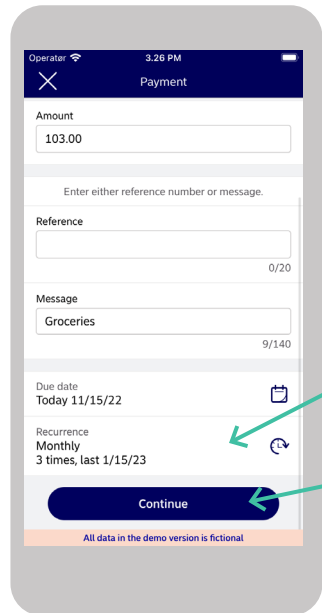 Operatør 3.26 PM
Payment
Amount
103.00
Enter either reference number or message.
Reference
0/20
Message
Groceries
9/140
Due date
Today 11/15/22
Recurrence
Monthly
3 times, last 1/15/23
Continue
All data in the demo version is fictional